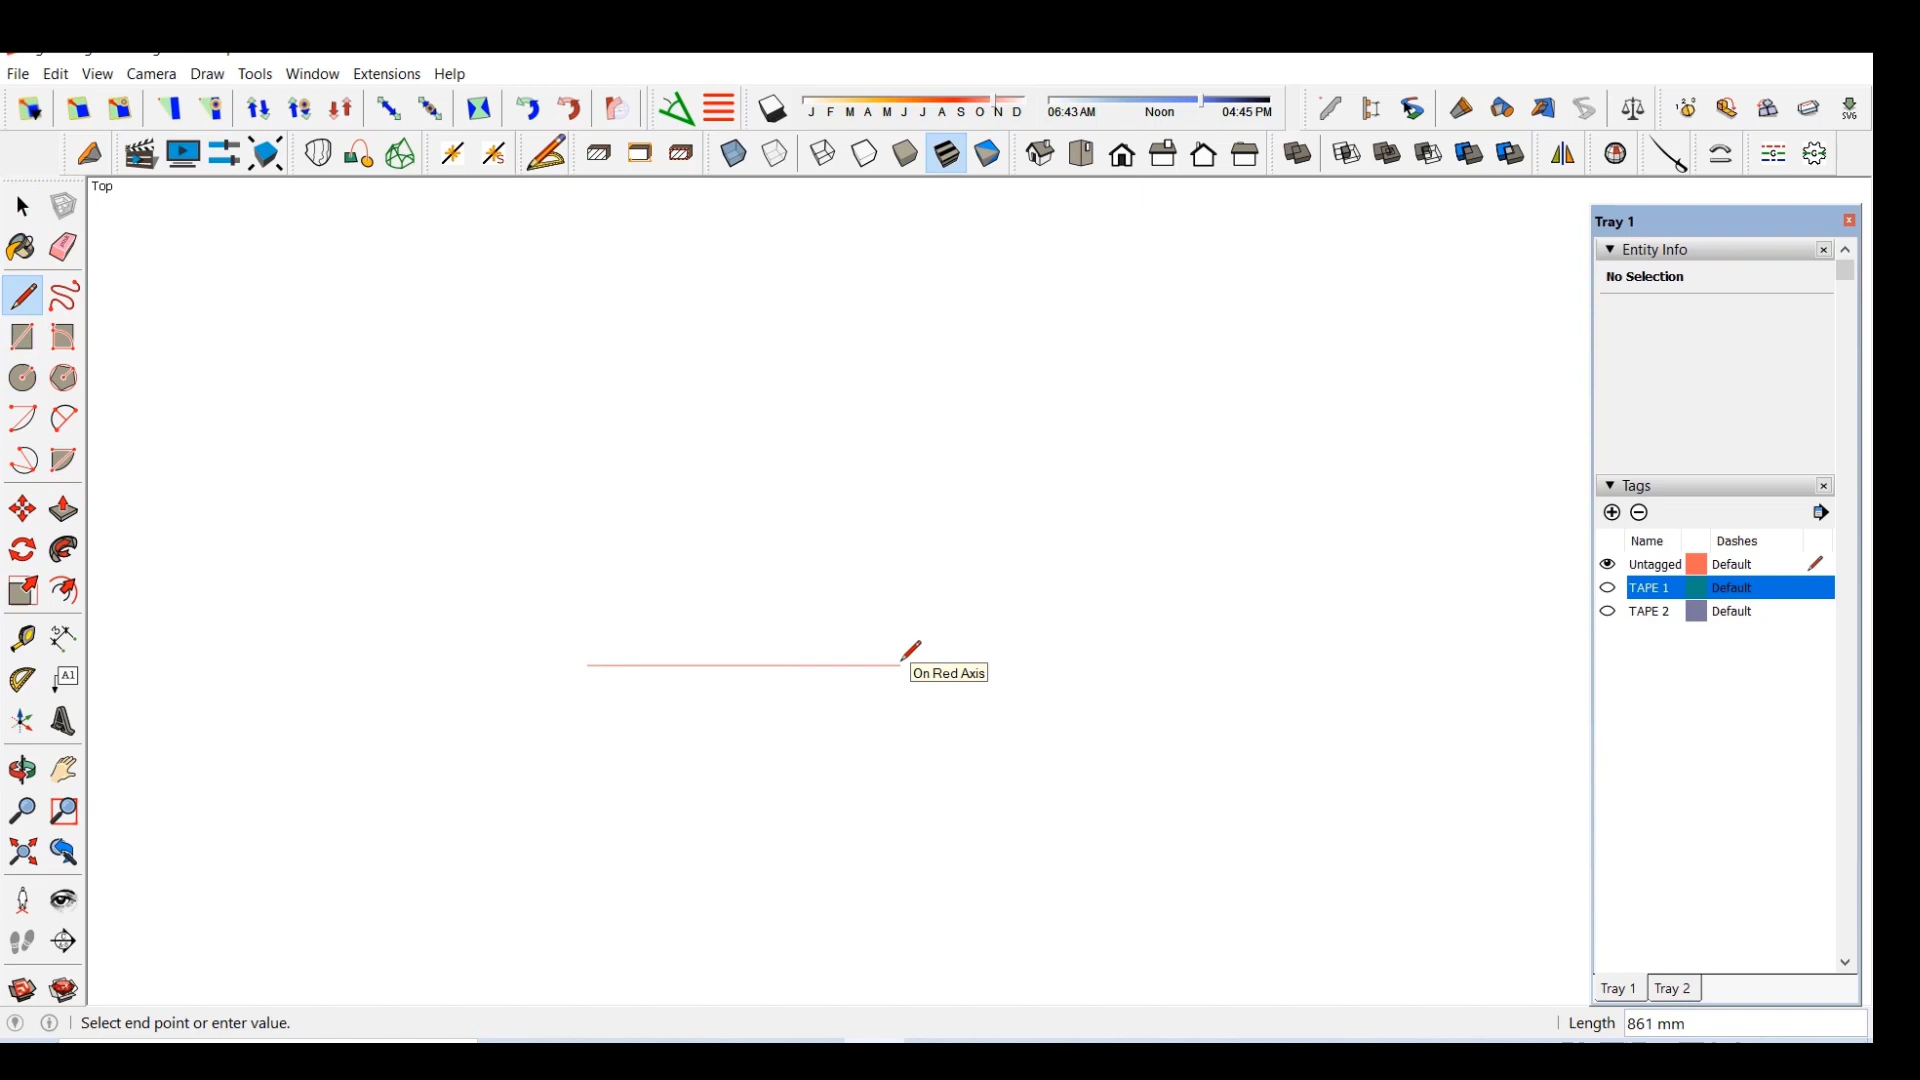 File Edit View Camera Draw Tools Window Extensions Help
J F M A M J J A S O N D 06:43 AM Noon 04:45 PM
SVG
Top
Tray 1
Entity Info
No Selection
Tags
Name Dashes
Untagged Default
TAPE 1 Default
TAPE 2 Default
On Red Axis
A1
Tray 1 Tray 2
Select end point or enter value. Length 861 mm